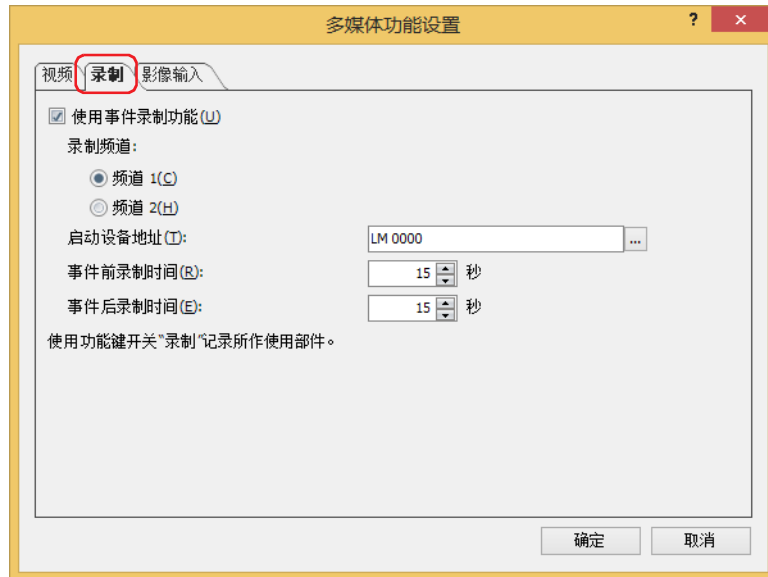 多媒体功能设置 ? ×
视频 录制 影像输入
使用事件录制功能(U)
录制频道:
频道 1(C)
频道 2(H)
启动设备地址(T): LM 0000 ...
事件前录制时间(R): 15 秒
事件后录制时间(E): 15 秒
使用功能键开关“录制”记录所作使用部件。
确定 取消